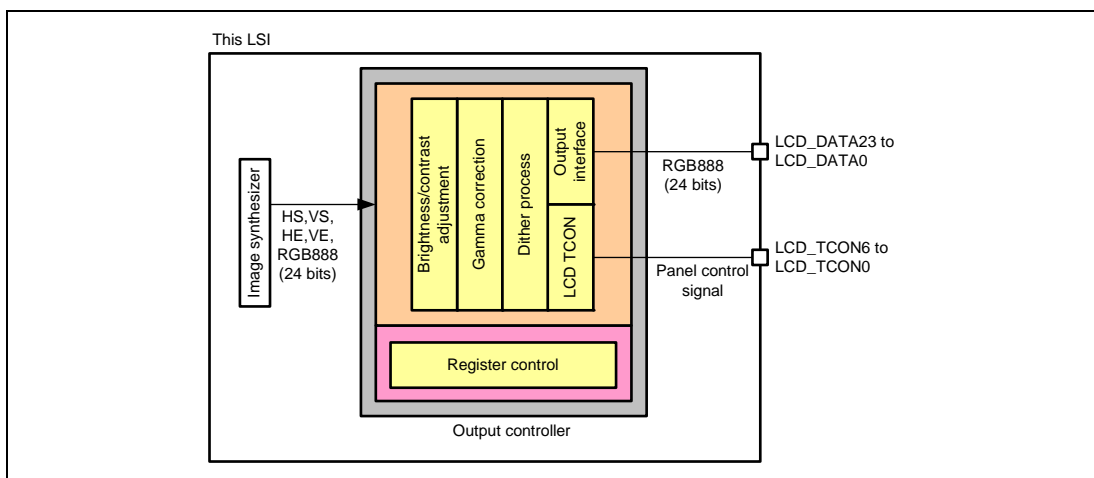 This LSI
Image synthesizer
HS,VS,
HE,VE,
RGB888
(24 bits)
Brightness/contrast
adjustment
Gamma correction
Dither process
Output
interface
LCD TCON
RGB888
(24 bits)
LCD_DATA23 to
LCD_DATA0
Panel control
signal
LCD_TCON6 to
LCD_TCON0
Register control
Output controller